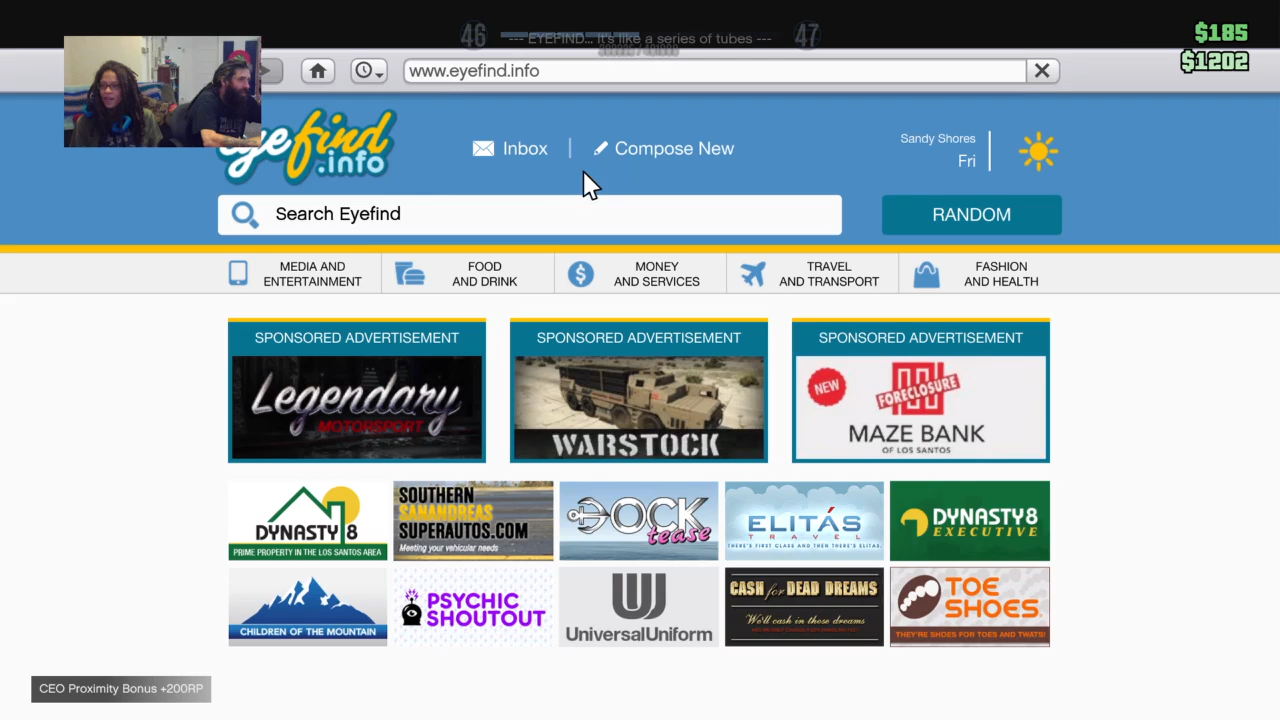 46
--- EYEFIND... It's like a series of tubes ---
47
$185
$1202
www.eyefind.info
eyefind
.info
Inbox
Compose New
Sandy Shores
Fri
Search Eyefind
RANDOM
MEDIA AND
ENTERTAINMENT
FOOD
AND DRINK
MONEY
AND SERVICES
TRAVEL
AND TRANSPORT
FASHION
AND HEALTH
SPONSORED ADVERTISEMENT
Legendary
MOTORSPORT
SPONSORED ADVERTISEMENT
WARSTOCK
SPONSORED ADVERTISEMENT
NEW
FORECLOSURE
MAZE BANK
OF LOS SANTOS
DYNASTY 8
PRIME PROPERTY IN THE LOS SANTOS AREA
SOUTHERN
SANANDREAS
SUPERAUTOS.COM
Meeting your vehicular needs
DOCK
tease
ELITÁS
TRAVEL
THERE'S FIRST CLASS AND THEN THERE'S ELITAS.
DYNASTY 8
EXECUTIVE
CHILDREN OF THE MOUNTAIN
PSYCHIC
SHOUTOUT
UniversalUniform
CASH for DEAD DREAMS
We'll cash in those dreams
TOE
SHOES.
THEY'RE SHOES FOR TOES AND TWATS!
CEO Proximity Bonus +200RP